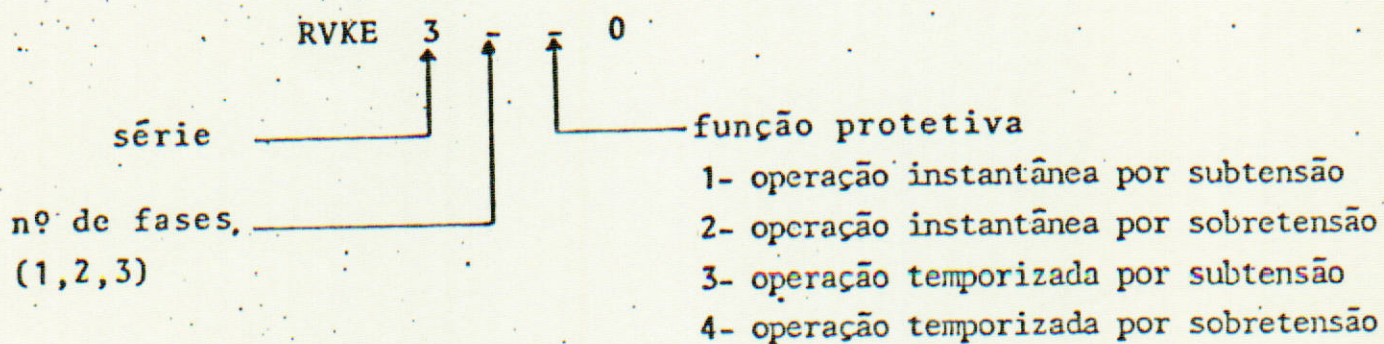 RVKE 3 - - 0
série
função protetiva
1- operação instantânea por subtensão
nº de fases,
2- operação instantânea por sobretensão
(1,2,3)
3- operação temporizada por subtensão
4- operação temporizada por sobretensão